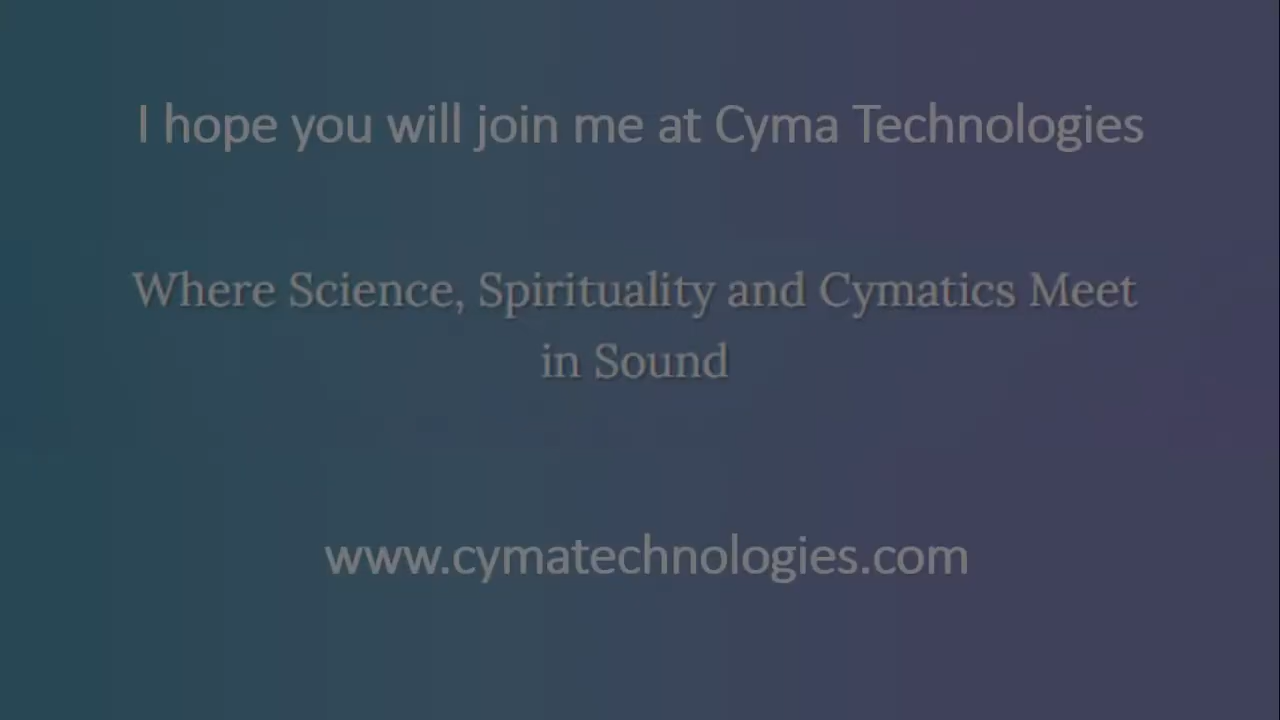 I hope you will join me at Cyma Technologies
Where Science, Spirituality and Cymatics Meet
in Sound
www.cymatechnologies.com